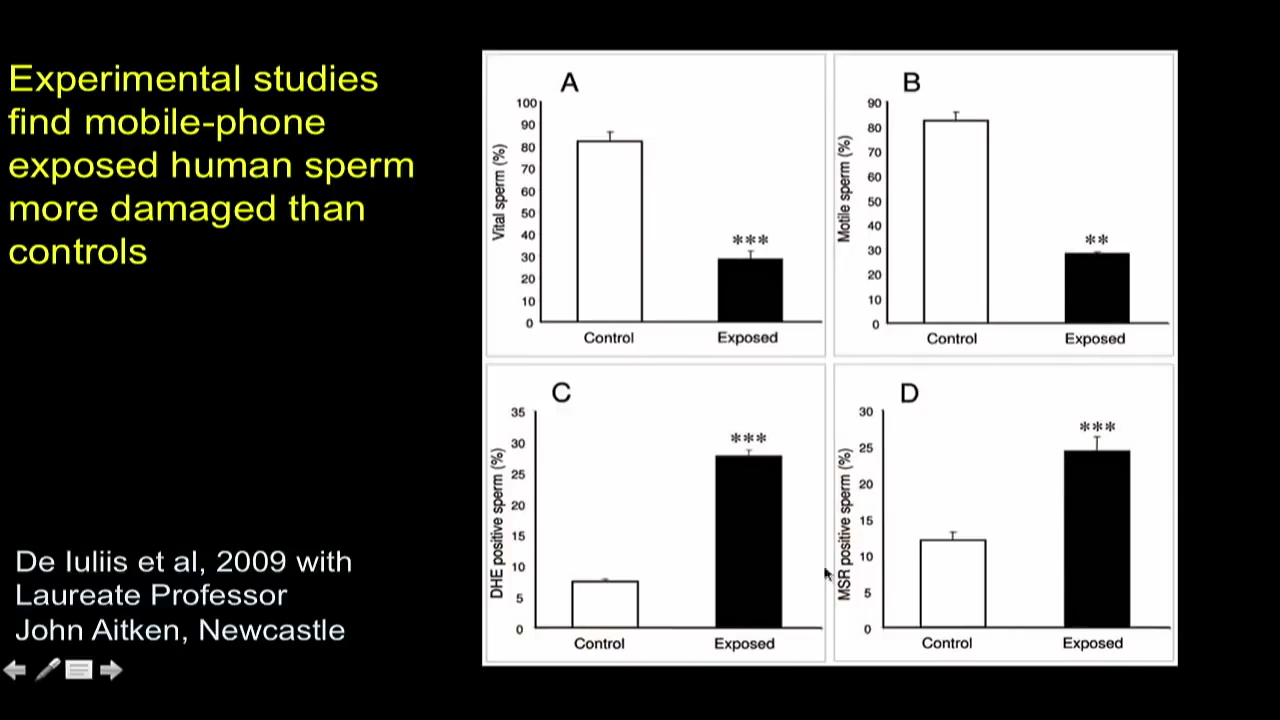 Experimental studies
find mobile-phone
exposed human sperm
more damaged than
controls
De Iuliis et al, 2009 with
Laureate Professor
John Aitken, Newcastle
A
Vital sperm (%)
100
90
80
70
60
50
40
30
20
10
0
***
Control Exposed
B
Motile sperm (%)
90
80
70
60
50
40
30
20
10
0
**
Control Exposed
C
DHE positive sperm (%)
35
30
25
20
15
10
5
0
***
Control Exposed
D
MSR positive sperm (%)
30
25
20
15
10
5
0
***
Control Exposed